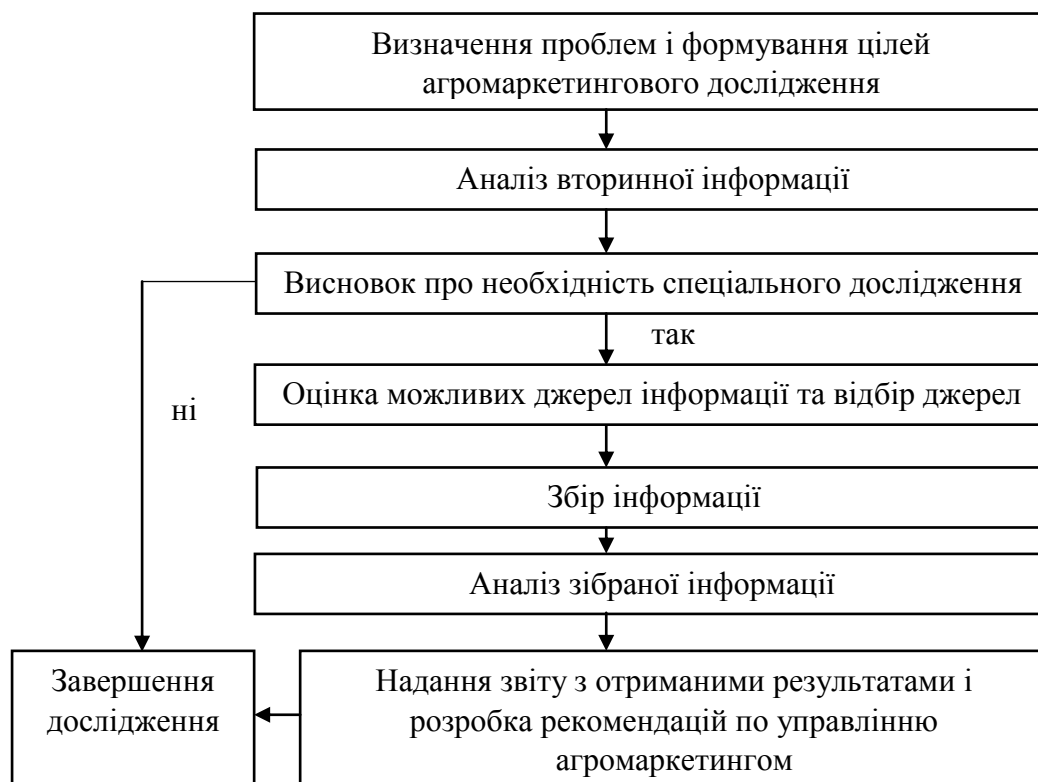 Визначення проблем і формування цілей
агромаркетингового дослідження
Аналіз вторинної інформації
Висновок про необхідність спеціального дослідження
так
Оцінка можливих джерел інформації та відбір джерел
ні
Збір інформації
Аналіз зібраної інформації
Завершення
дослідження
Надання звіту з отриманими результатами і
розробка рекомендацій по управлінню
агромаркетингом